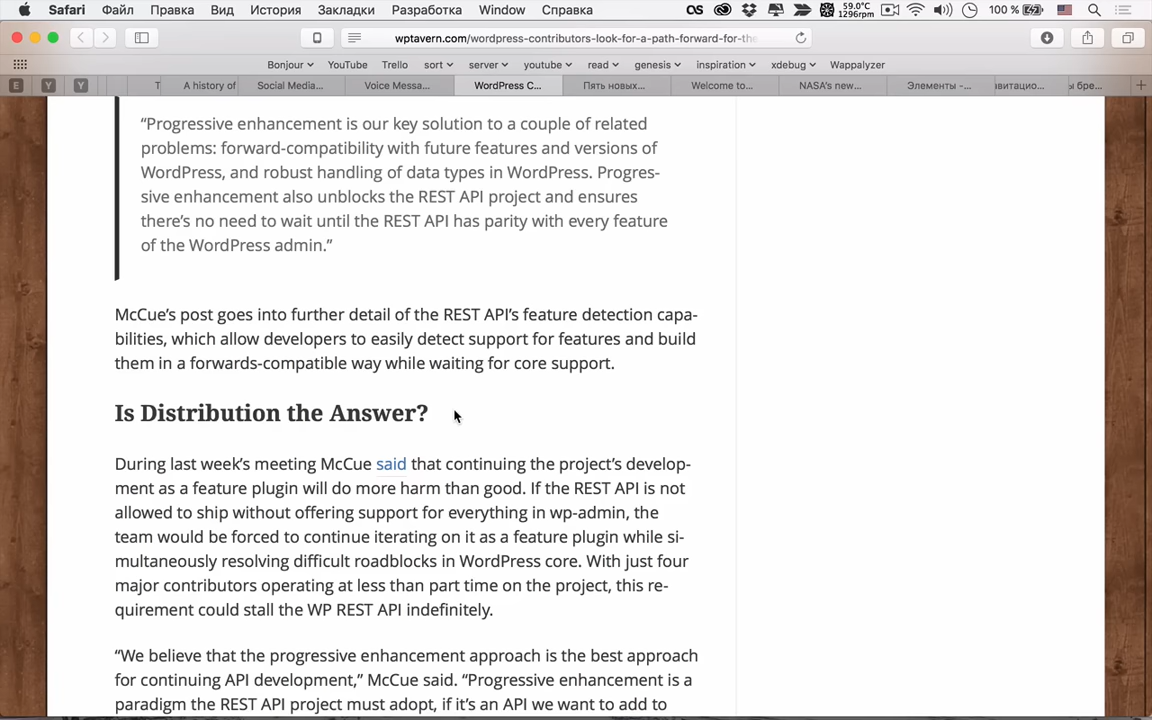 Safari Файл Правка Вид История Закладки Разработка Window Справка 59.0°C 1296rpm 100 %
wptavern.com/wordpress-contributors-look-for-a-path-forward-for-the-
Bonjour YouTube Trello sort server youtube read genesis inspiration xdebug Wappalyzer
E Y Y T A history of Social Media... Voice Messa... WordPress C... Пять новых... Welcome to... NASA's new... Элементы -... авитацио... ы бре...
“Progressive enhancement is our key solution to a couple of related
problems: forward-compatibility with future features and versions of
WordPress, and robust handling of data types in WordPress. Progres-
sive enhancement also unblocks the REST API project and ensures
there’s no need to wait until the REST API has parity with every feature
of the WordPress admin.”
McCue’s post goes into further detail of the REST API’s feature detection capa-
bilities, which allow developers to easily detect support for features and build
them in a forwards-compatible way while waiting for core support.
Is Distribution the Answer?
During last week’s meeting McCue said that continuing the project’s develop-
ment as a feature plugin will do more harm than good. If the REST API is not
allowed to ship without offering support for everything in wp-admin, the
team would be forced to continue iterating on it as a feature plugin while si-
multaneously resolving difficult roadblocks in WordPress core. With just four
major contributors operating at less than part time on the project, this re-
quirement could stall the WP REST API indefinitely.
“We believe that the progressive enhancement approach is the best approach
for continuing API development,” McCue said. “Progressive enhancement is a
paradigm the REST API project must adopt, if it’s an API we want to add to